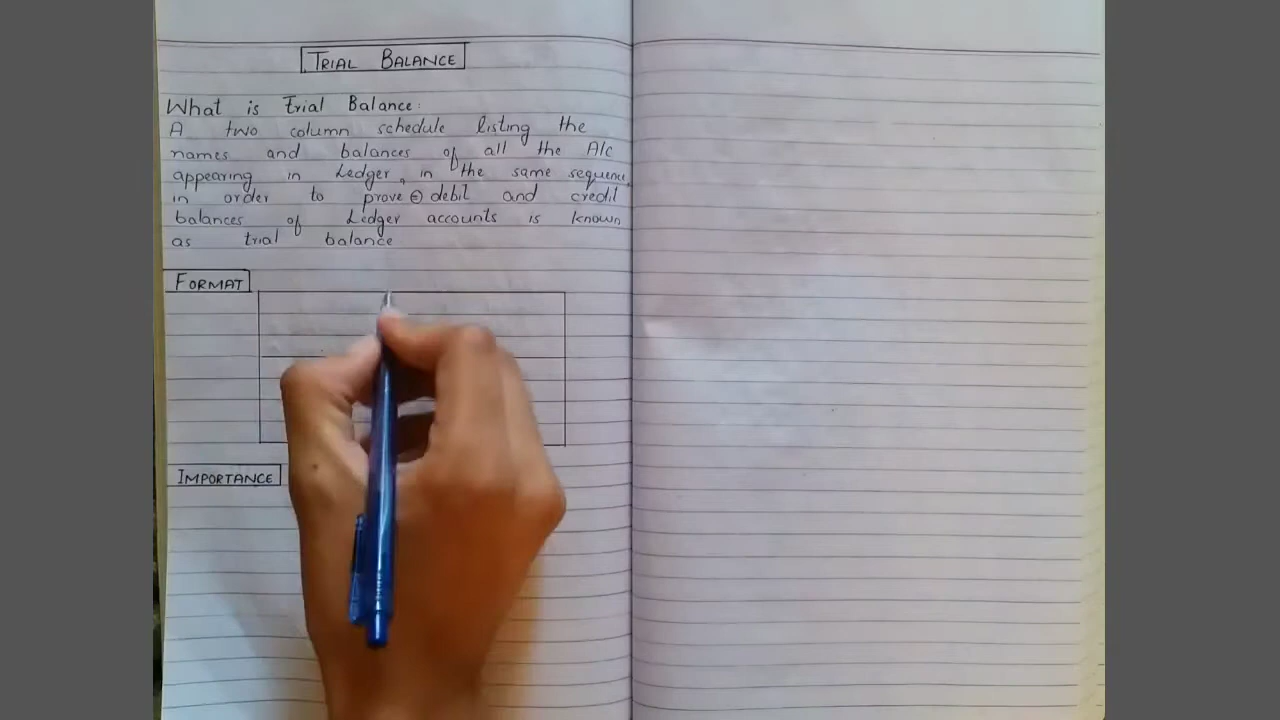 TRIAL BALANCE
What is trial Balance:
A two column schedule listing the
names and balances of all the A/c
appearing in Ledger, in the same sequence,
in order to prove = debit and credit
balances of Ledger accounts is known
as trial balance
FORMAT
IMPORTANCE